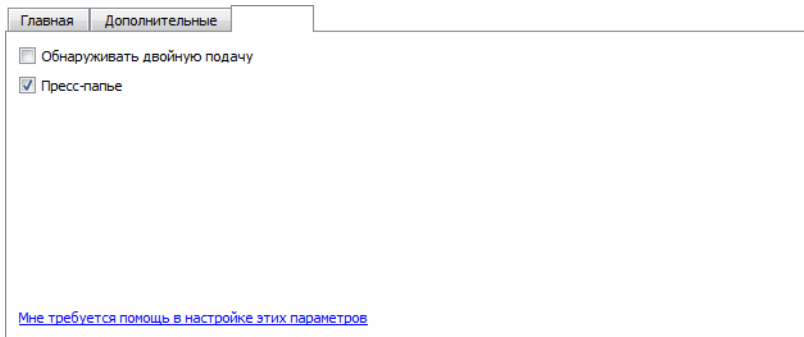 Главная Дополнительные
Обнаруживать двойную подачу
Пресс-папье
Мне требуется помощь в настройке этих параметров